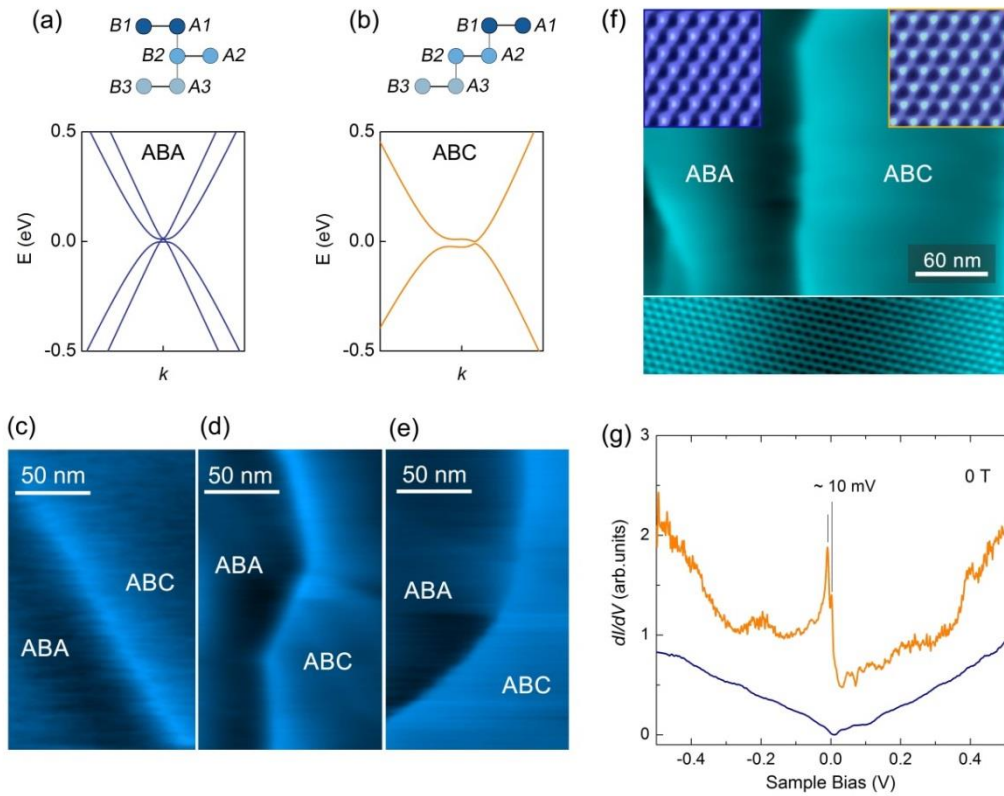 (a)
B1 A1
B2 A2
B3 A3
0.5
0.0
-0.5
E (eV)
ABA
k
(b)
B1 A1
B2 A2
B3 A3
0.5
0.0
-0.5
E (eV)
ABC
k
(c)
50 nm
ABC
ABA
(d)
50 nm
ABA
ABC
(e)
50 nm
ABA
ABC
(f)
ABA
ABC
60 nm
(g)
~ 10 mV
0 T
3
2
1
0
dI/dV (arb.units)
-0.4 -0.2 0.0 0.2 0.4
Sample Bias (V)